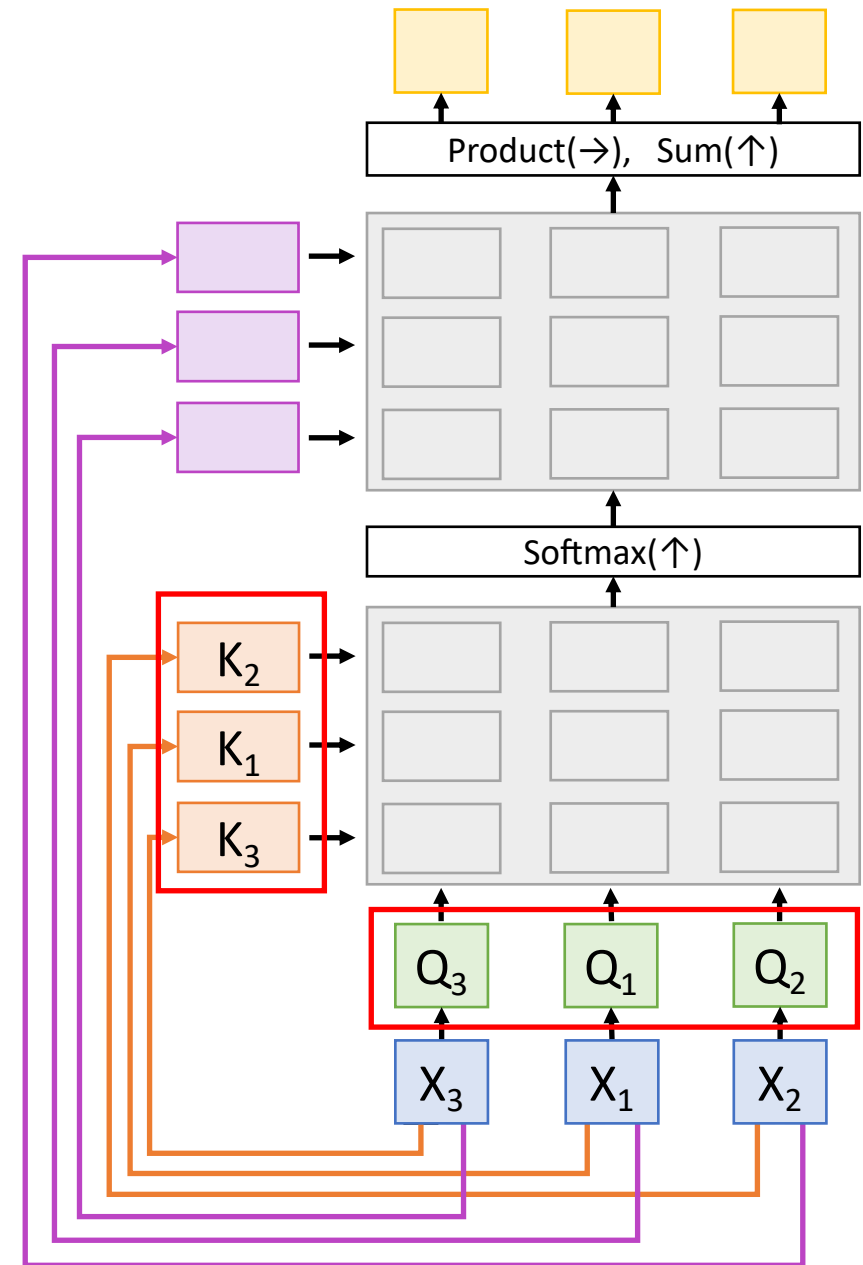 Product(→), Sum(↑)
Softmax(↑)
K₂
K₁
K₃
Q₃ Q₁ Q₂
X₃ X₁ X₂